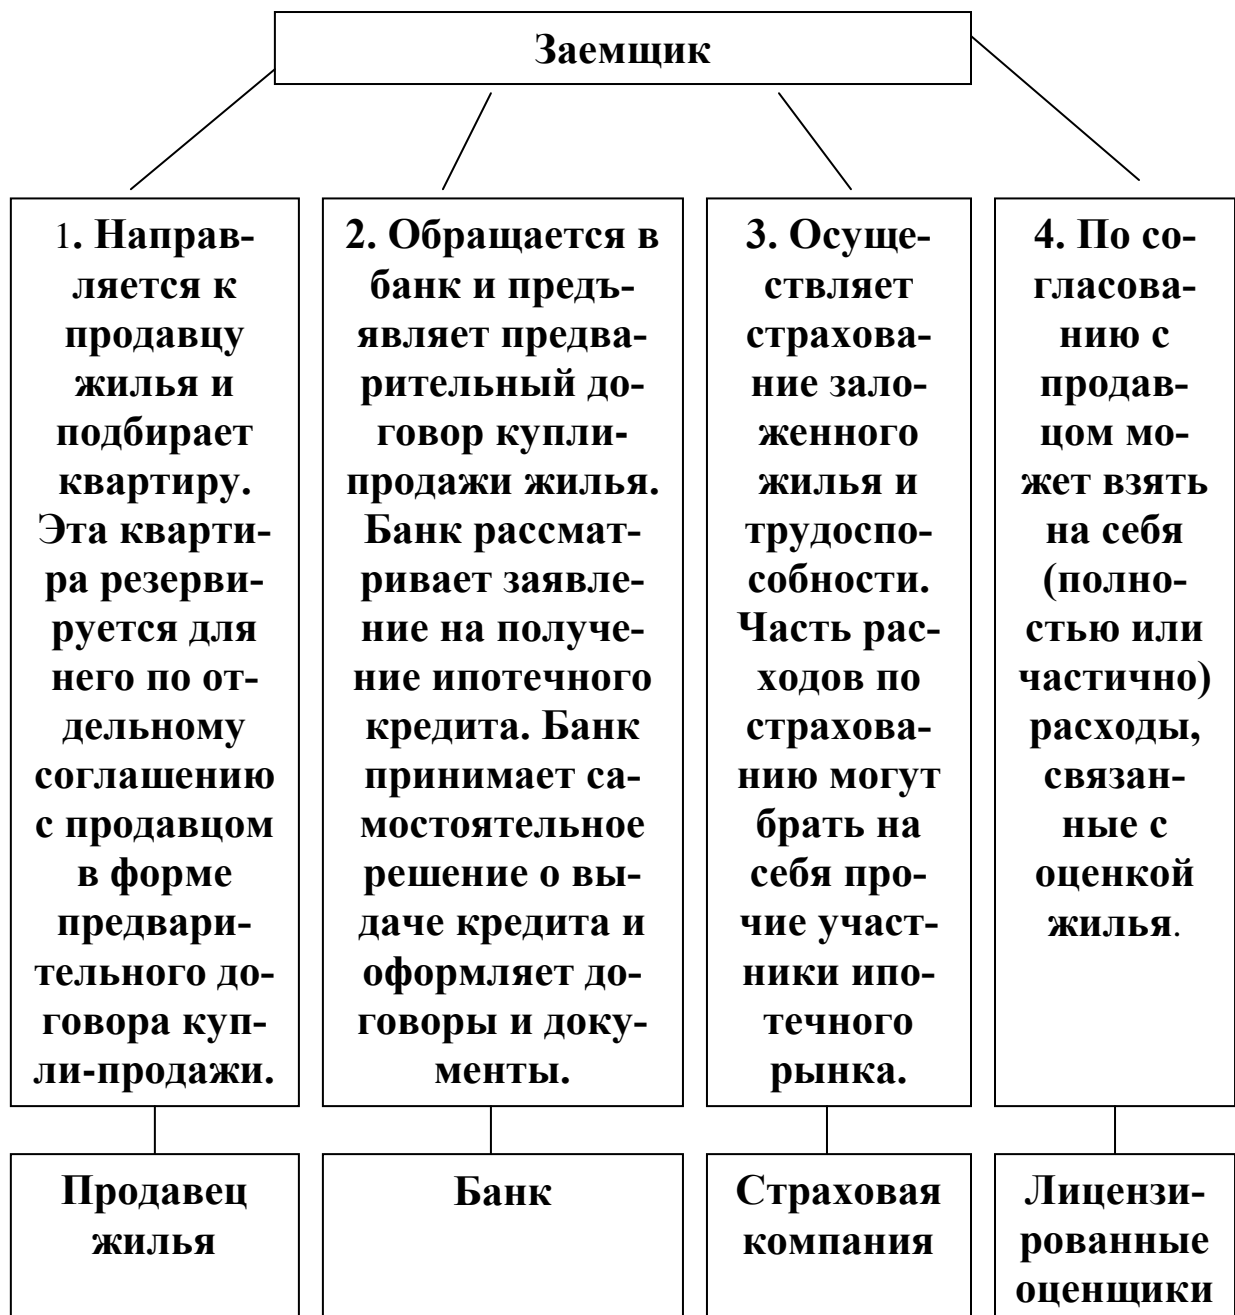 Заемщик
1. Направ-
ляется к
продавцу
жилья и
подбирает
квартиру.
Эта кварти-
ра резерви-
руется для
него по от-
дельному
соглашению
с продавцом
в форме
предвари-
тельного до-
говора куп-
ли-продажи.
2. Обращается в
банк и предъ-
являет предва-
рительный до-
говор купли-
продажи жилья.
Банк рассмат-
ривает заявле-
ние на получе-
ние ипотечного
кредита. Банк
принимает са-
мостоятельное
решение о вы-
даче кредита и
оформляет до-
говоры и доку-
менты.
3. Осуще-
ствляет
страхова-
ние зало-
женного
жилья и
трудоспо-
собности.
Часть рас-
ходов по
страхова-
нию могут
брать на
себя про-
чие участ-
ники ипо-
течного
рынка.
4. По со-
гласова-
нию с
продав-
цом мо-
жет взять
на себя
(полно-
стью или
частично)
расходы,
связан-
ные с
оценкой
жилья.
Продавец
жилья
Банк
Страховая
компания
Лицензи-
рованные
оценщики